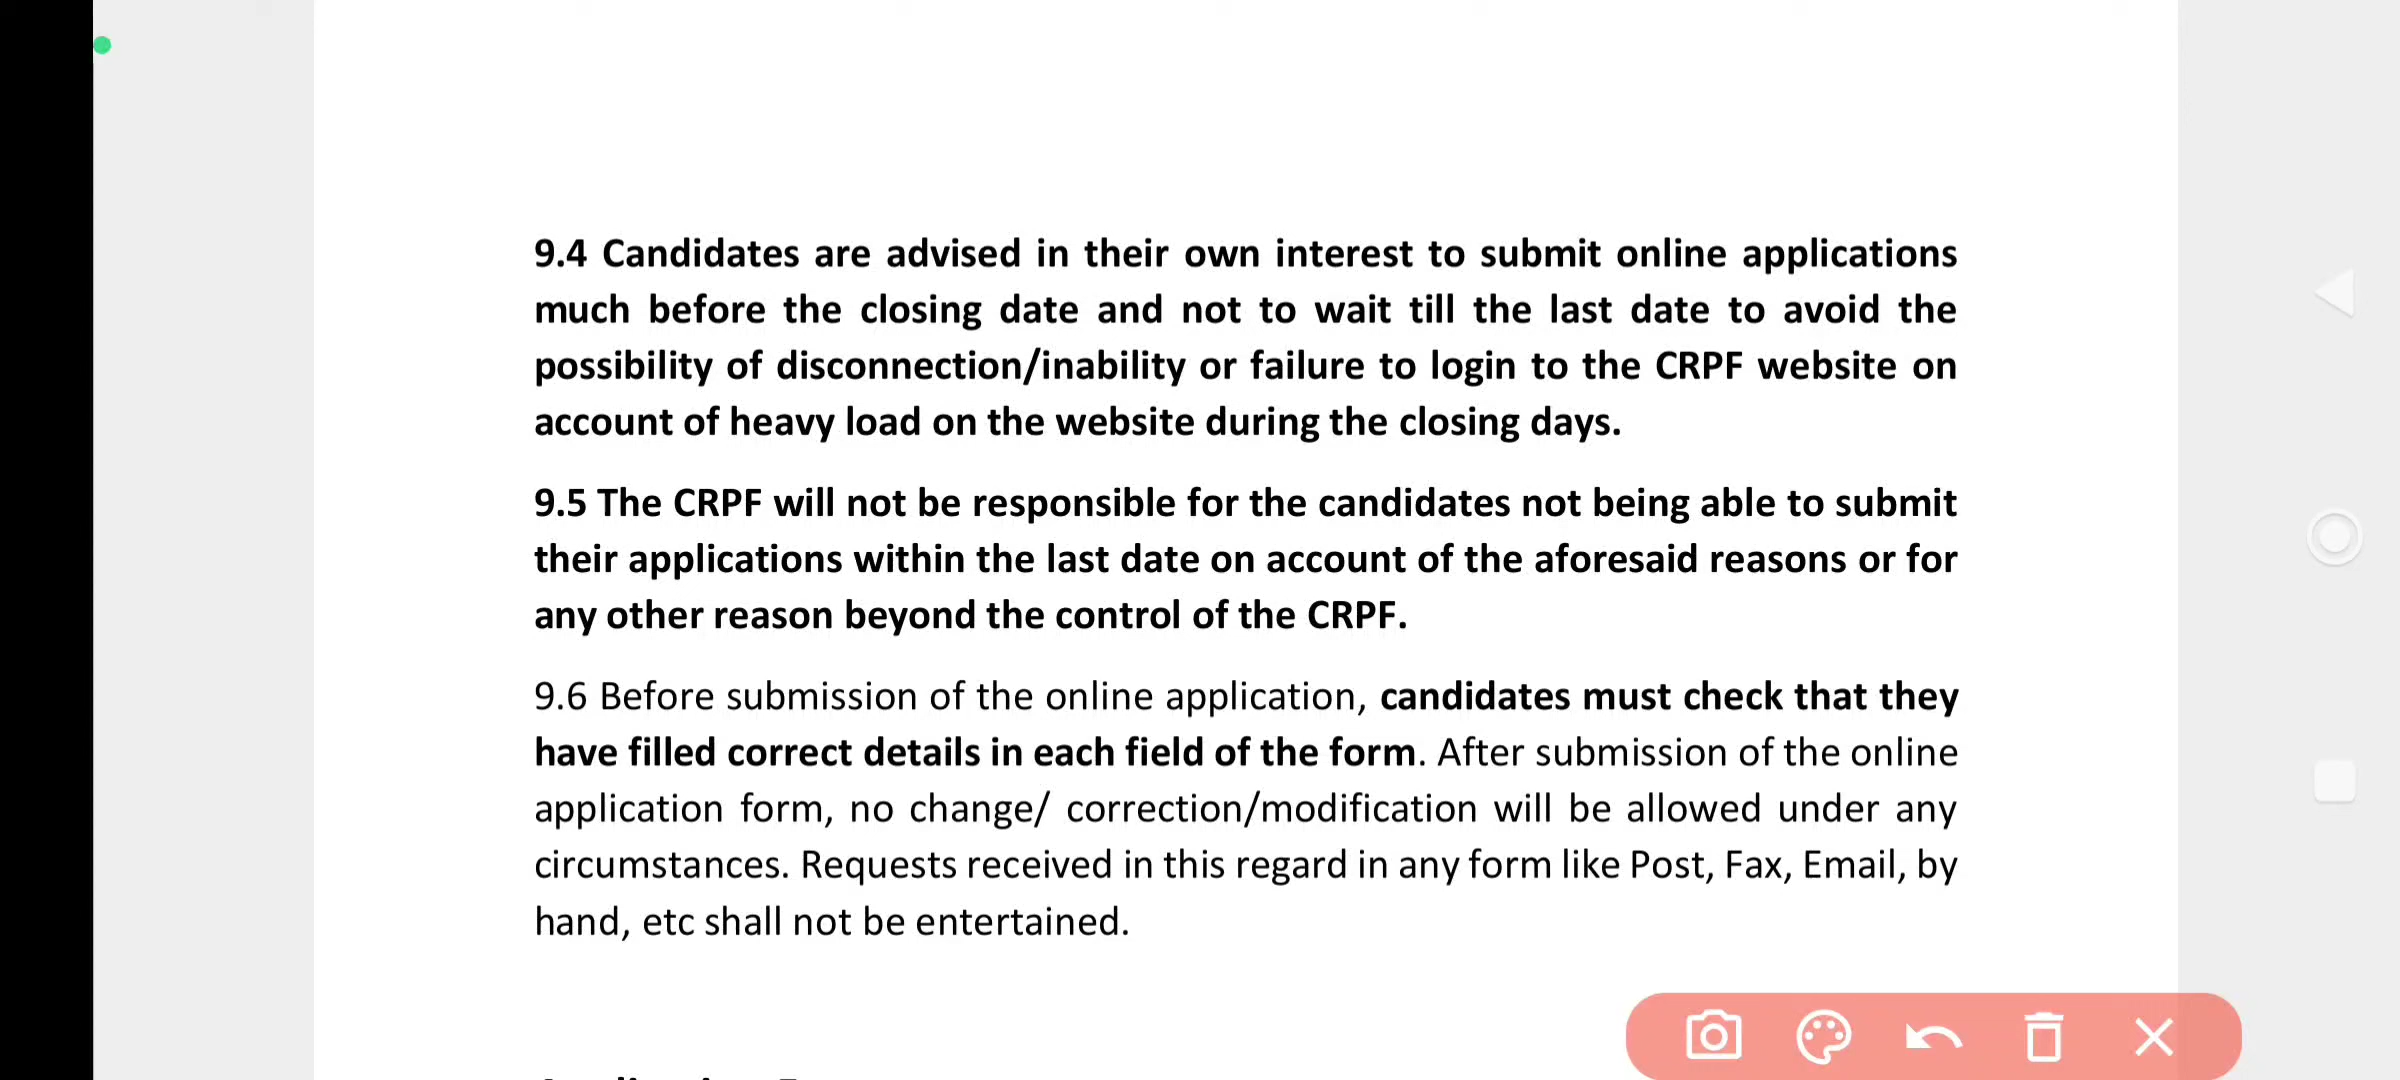 9.4 Candidates are advised in their own interest to submit online applications
much before the closing date and not to wait till the last date to avoid the
possibility of disconnection/inability or failure to login to the CRPF website on
account of heavy load on the website during the closing days.
9.5 The CRPF will not be responsible for the candidates not being able to submit
their applications within the last date on account of the aforesaid reasons or for
any other reason beyond the control of the CRPF.
9.6 Before submission of the online application, candidates must check that they
have filled correct details in each field of the form. After submission of the online
application form, no change/ correction/modification will be allowed under any
circumstances. Requests received in this regard in any form like Post, Fax, Email, by
hand, etc shall not be entertained.